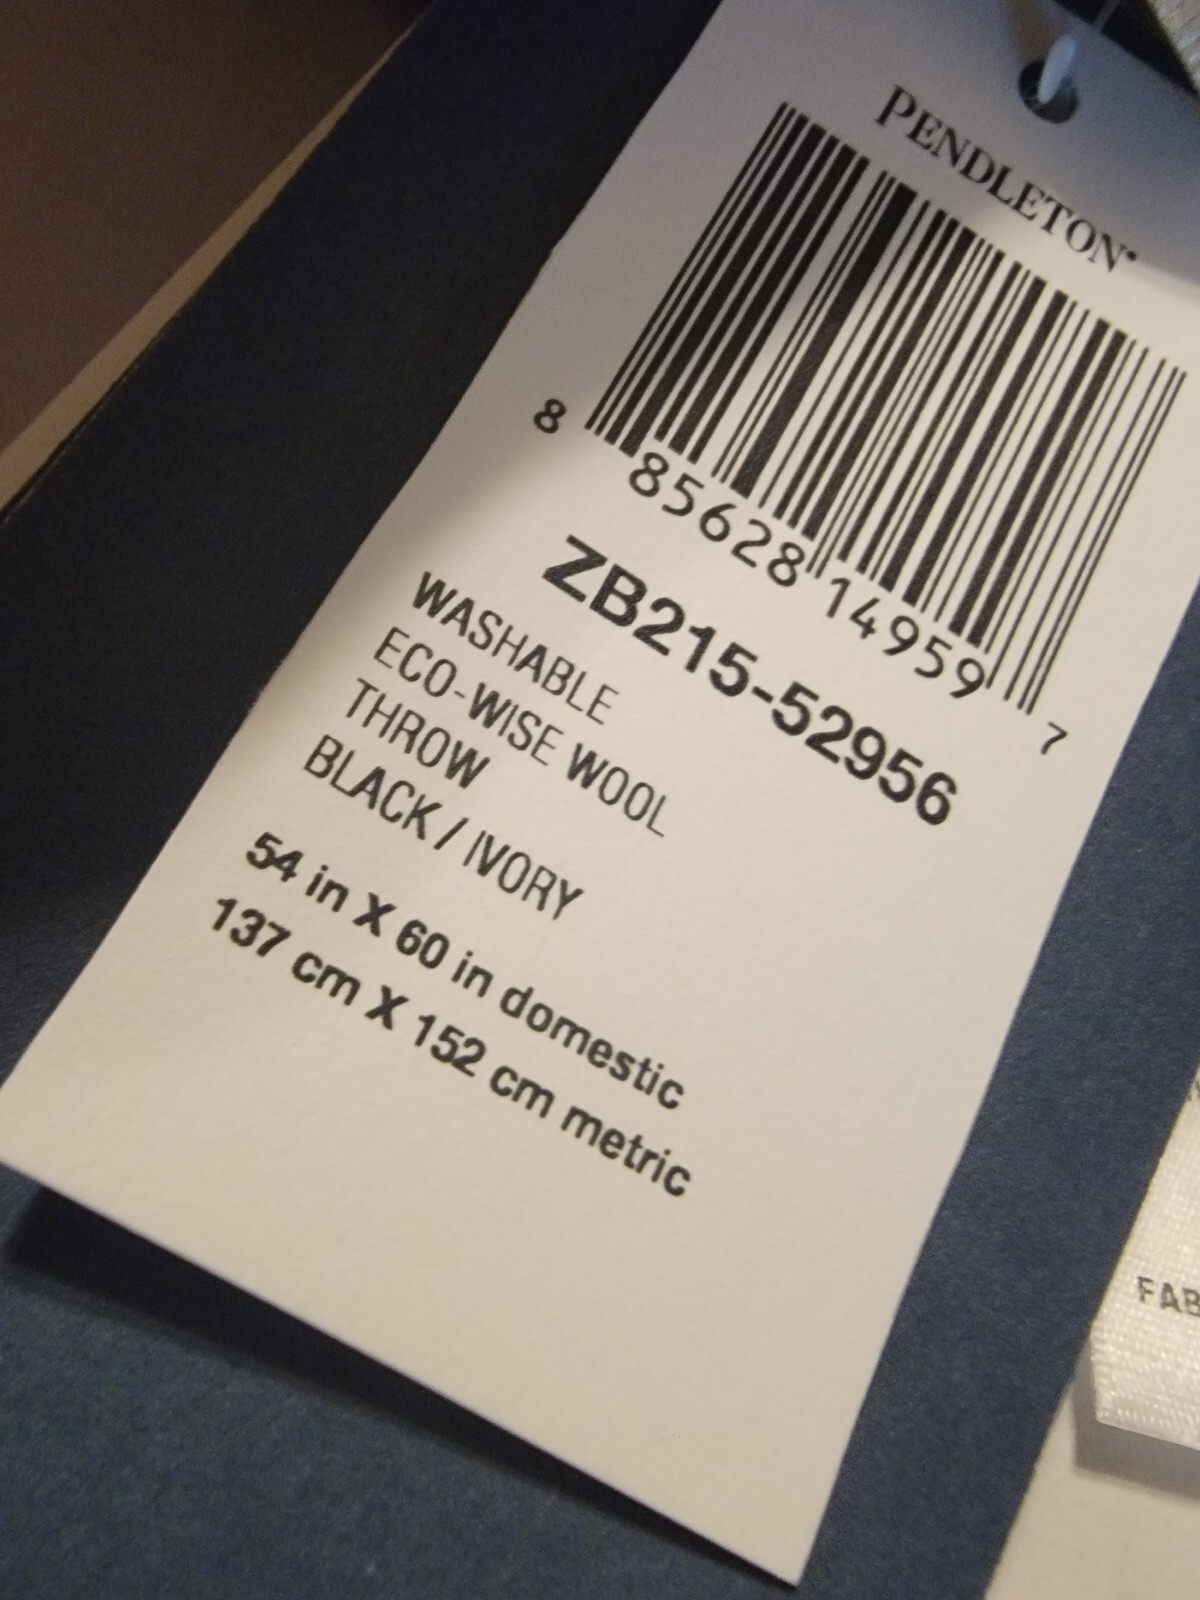 PENDLETON®
8 85628 14959 7
ZB215-52956
WASHABLE
ECO-WISE WOOL
THROW
BLACK / IVORY
54 in X 60 in domestic
137 cm X 152 cm metric
FAB